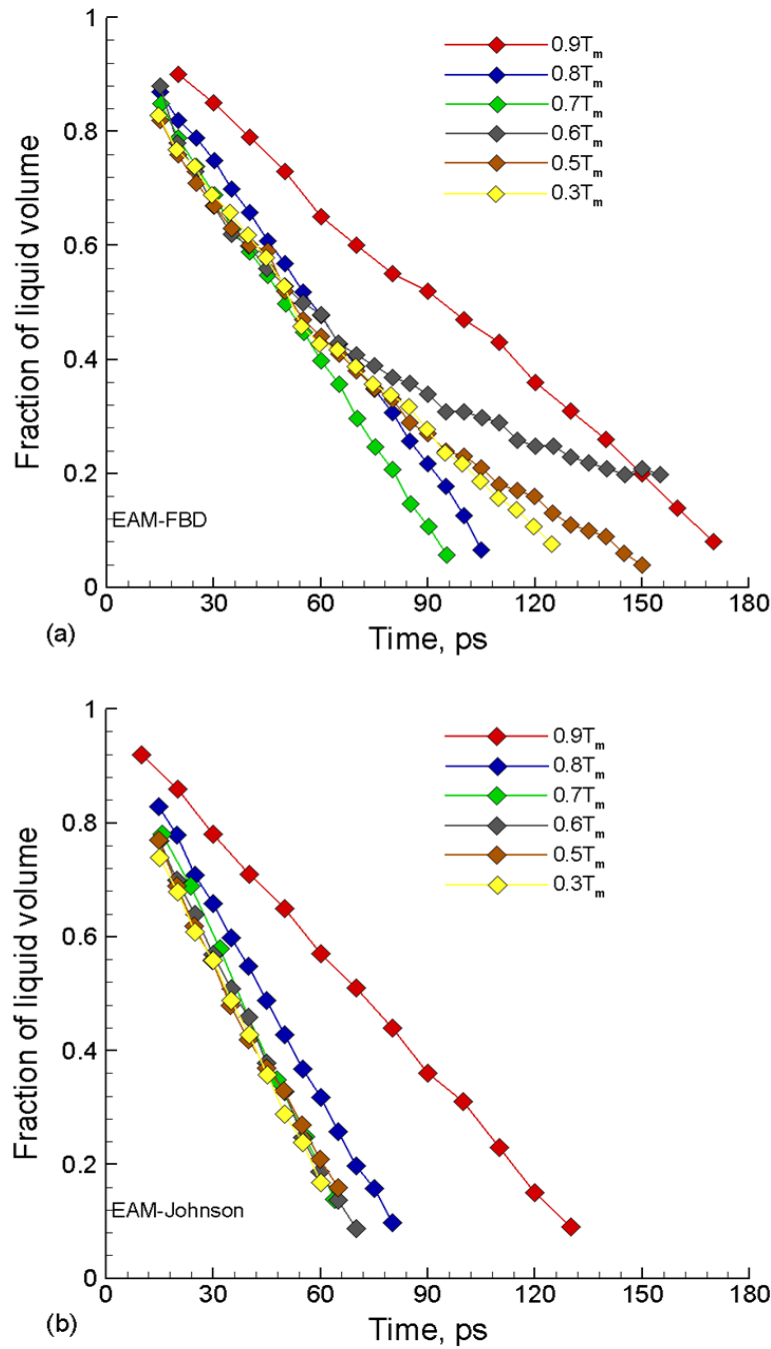 1
0.8
0.6
0.4
0.2
0
Fraction of liquid volume
0.9Tm
0.8Tm
0.7Tm
0.6Tm
0.5Tm
0.3Tm
EAM-FBD
0 30 60 90 120 150 180
(a)
Time, ps
1
0.8
0.6
0.4
0.2
0
Fraction of liquid volume
0.9Tm
0.8Tm
0.7Tm
0.6Tm
0.5Tm
0.3Tm
EAM-Johnson
0 30 60 90 120 150 180
(b)
Time, ps